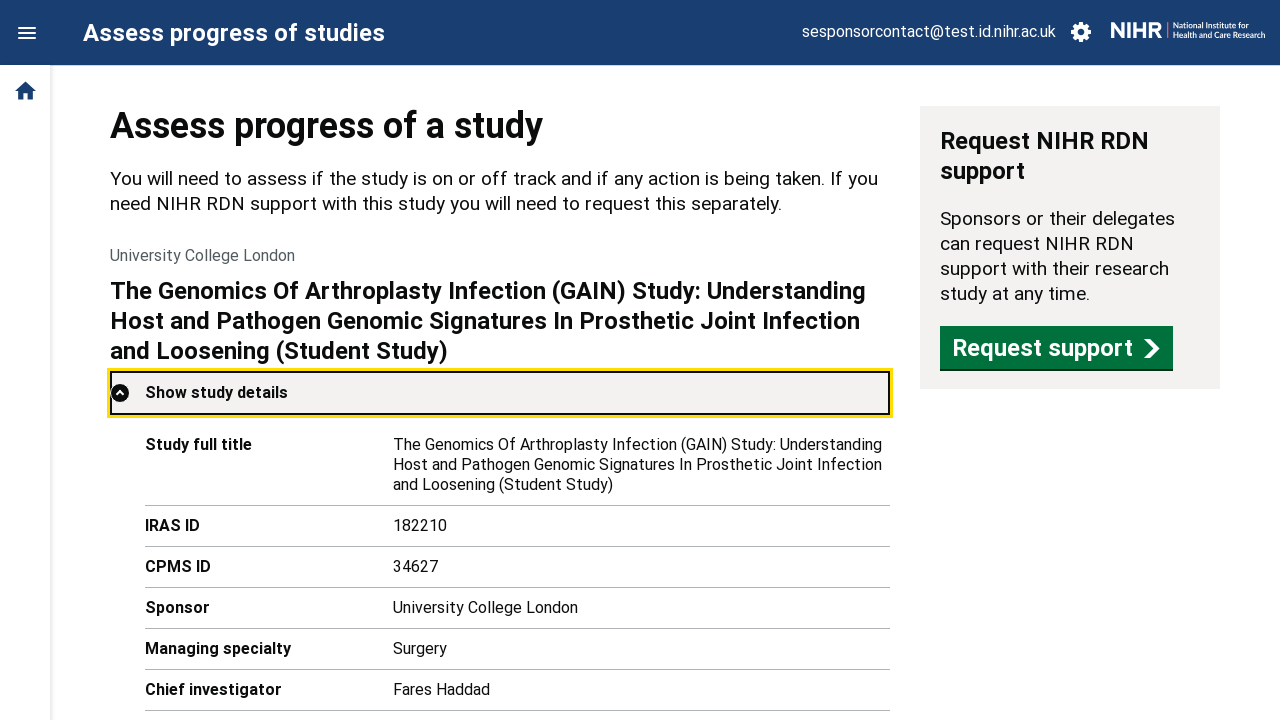 Assess progress of studies
sesponsorcontact@test.id.nihr.ac.uk
NIHR | National Institute for
Health and Care Research
Assess progress of a study
You will need to assess if the study is on or off track and if any action is being taken. If you
need NIHR RDN support with this study you will need to request this separately.
University College London
The Genomics Of Arthroplasty Infection (GAIN) Study: Understanding
Host and Pathogen Genomic Signatures In Prosthetic Joint Infection
and Loosening (Student Study)
Show study details
Study full title
The Genomics Of Arthroplasty Infection (GAIN) Study: Understanding
Host and Pathogen Genomic Signatures In Prosthetic Joint Infection
and Loosening (Student Study)
IRAS ID
182210
CPMS ID
34627
Sponsor
University College London
Managing specialty
Surgery
Chief investigator
Fares Haddad
Request NIHR RDN
support
Sponsors or their delegates
can request NIHR RDN
support with their research
study at any time.
Request support